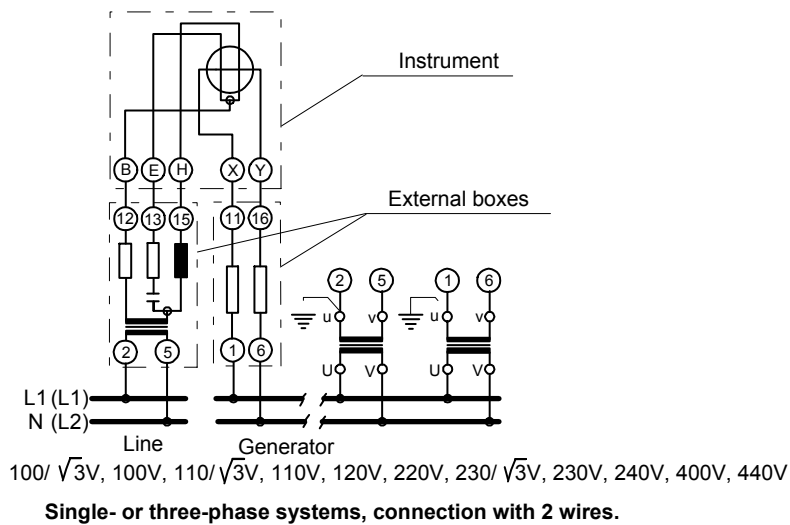 Instrument
B E H X Y
External boxes
12 13 15 11 16
2 5 1 6
u v u v
U V U V
2 5 1 6
L1 (L1)
N (L2)
Line Generator
100/ √3V, 100V, 110/√3V, 110V, 120V, 220V, 230/ √3V, 230V, 240V, 400V, 440V
Single- or three-phase systems, connection with 2 wires.